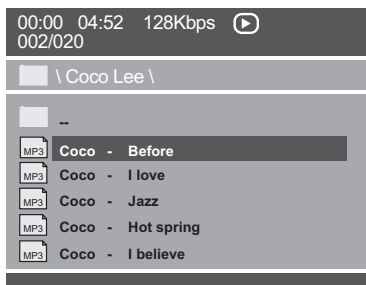 00:00 04:52 128Kbps
002/020
\ Coco Lee \
--
MP3 Coco - Before
MP3 Coco - I love
MP3 Coco - Jazz
MP3 Coco - Hot spring
MP3 Coco - I believe